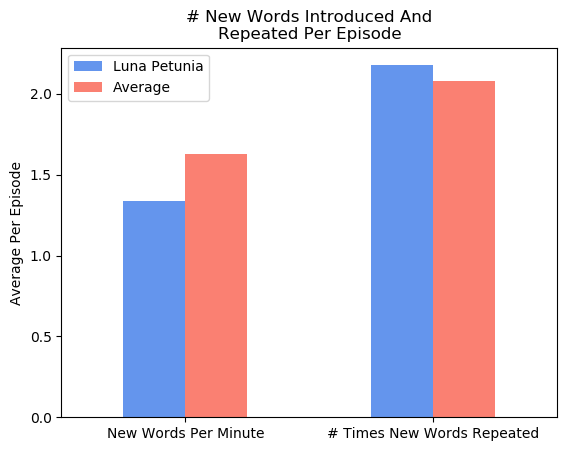 # New Words Introduced And
Repeated Per Episode
Luna Petunia
Average
Average Per Episode
2.0
1.5
1.0
0.5
0.0
New Words Per Minute
# Times New Words Repeated